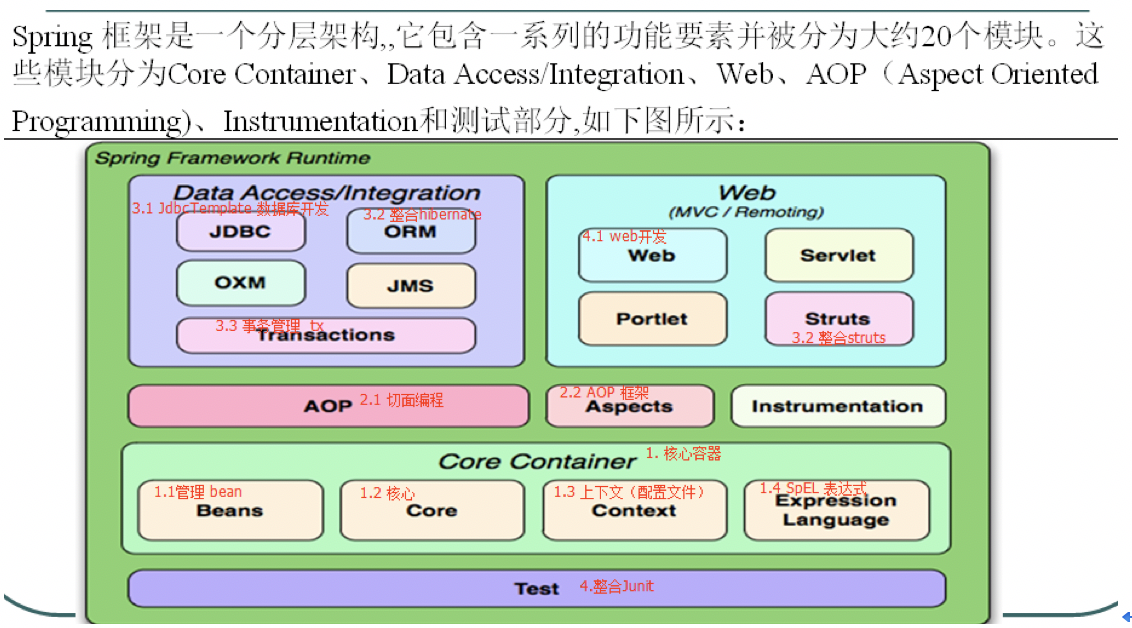 Spring 框架是一个分层架构,,它包含一系列的功能要素并被分为大约20个模块。这
些模块分为Core Container、Data Access/Integration、Web、AOP（Aspect Oriented
Programming)、Instrumentation和测试部分,如下图所示：
Spring Framework Runtime
Data Access/Integration
3.1 JdbcTemplate 数据库开发
3.2 整合hibernate
JDBC
ORM
OXM
JMS
3.3 事务管理 tx
Transactions
Web
(MVC / Remoting)
4.1 web开发
Web
Servlet
Portlet
Struts
3.2 整合struts
AOP 2.1 切面编程
2.2 AOP 框架
Aspects
Instrumentation
Core Container 1. 核心容器
1.1管理 bean
Beans
1.2 核心
Core
1.3 上下文（配置文件）
Context
1.4 SpEL 表达式
Expression
Language
Test 4.整合Junit